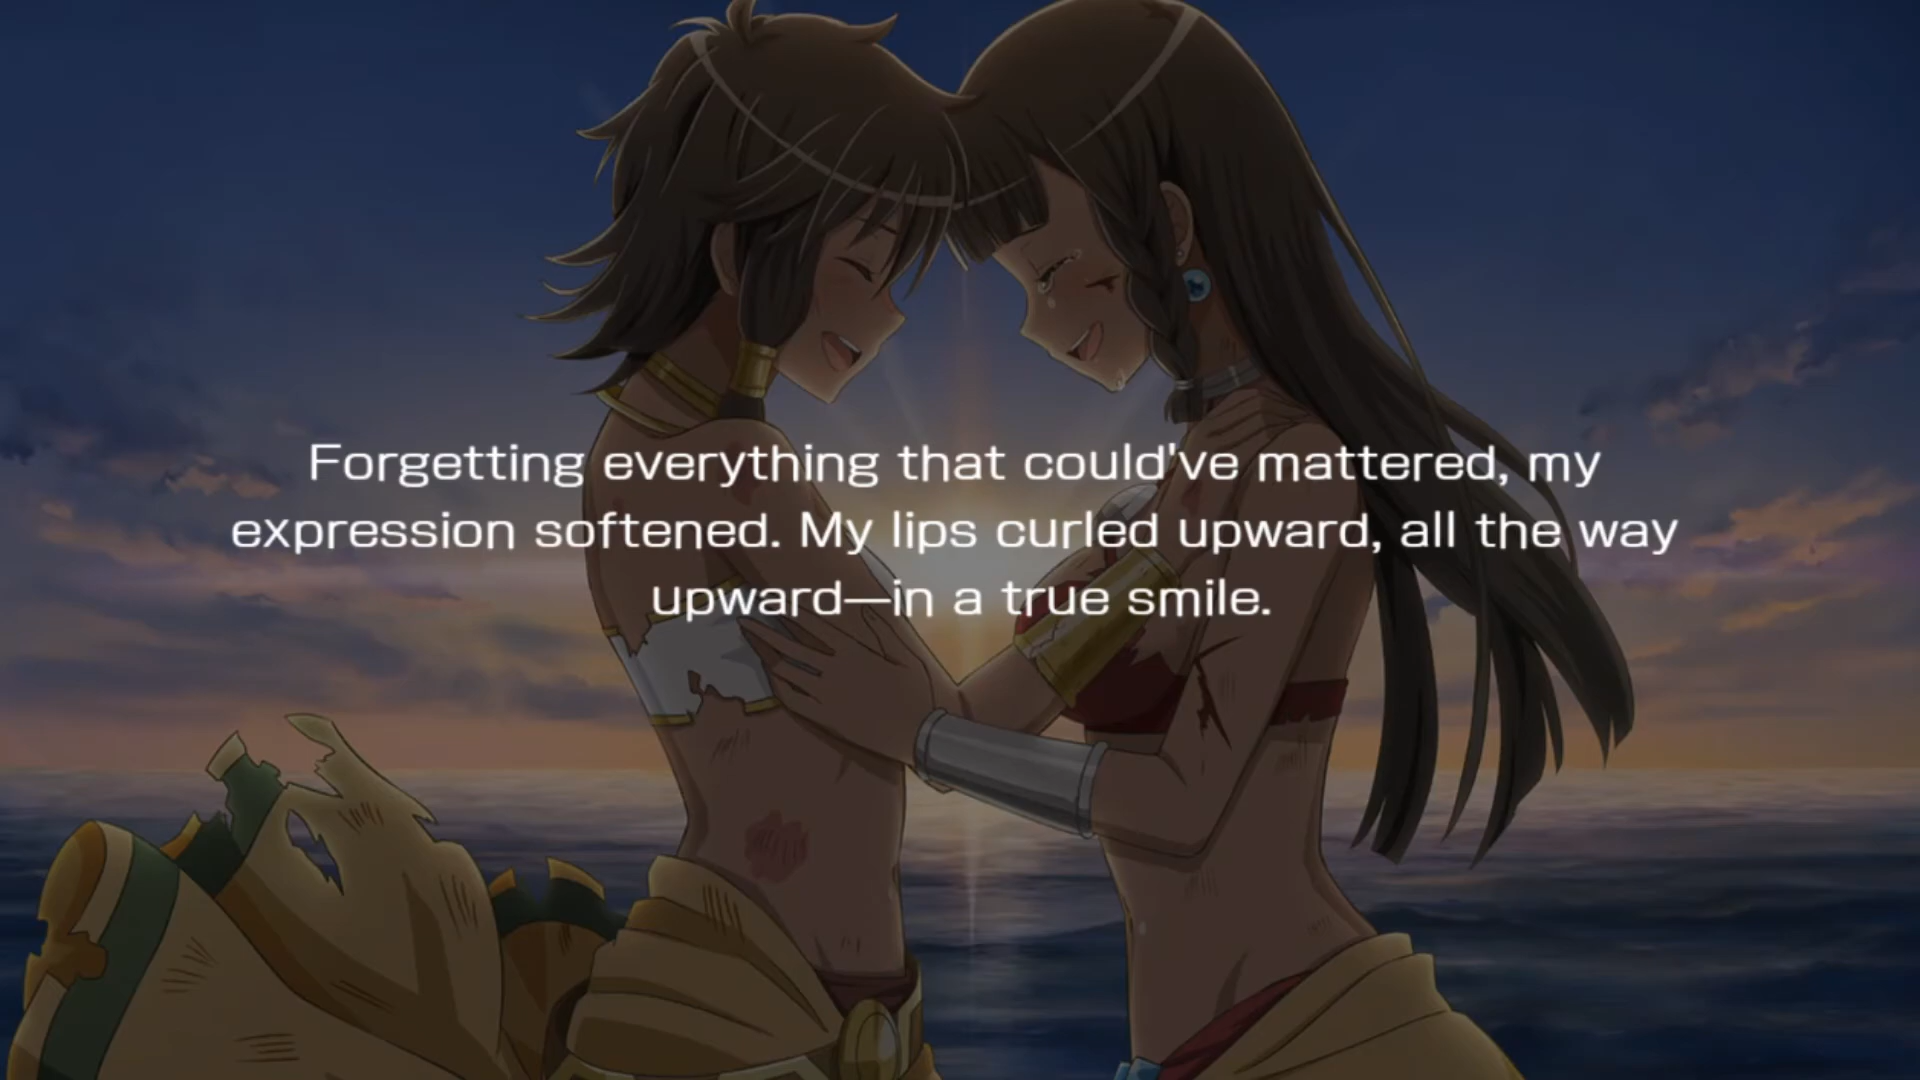 Forgetting everything that could've mattered, my
expression softened. My lips curled upward, all the way
upward—in a true smile.